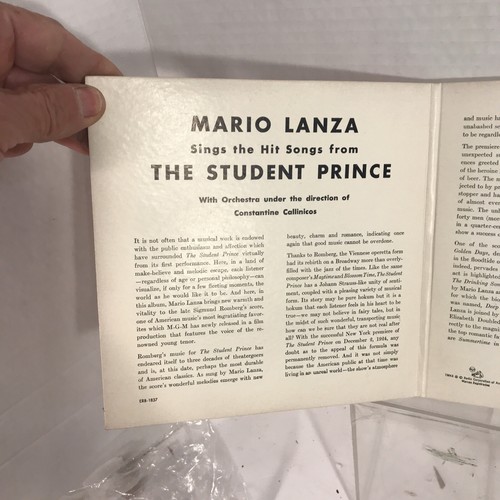 MARIO LANZA
Sings the Hit Songs from
THE STUDENT PRINCE
With Orchestra under the direction of
Constantine Callinicos
It is not often that a musical work is endowed
with the public enthusiasm and affection which
have surrounded The Student Prince virtually
from its first performance. Here, in a land of
make-believe and melodic escape, each listener
—regardless of age or personal philosophy—can
visualize, if only for a few fleeting moments, the
world as he would like it to be. And here, in
this album, Mario Lanza brings new warmth and
vitality to the late Sigmund Romberg's score,
one of American music's most ingratiating favor-
ites which M-G-M has newly released in a film
production that features the voice of the re-
nowned young tenor.
Romberg's music for The Student Prince has
endeared itself to three decades of theatergoers
and is, at this date, perhaps the most durable
of American classics. As sung by Mario Lanza,
the score's wonderful melodies emerge with new
ERB-1837
beauty, charm and romance, indicating once
again that good music cannot be overdone.
Thanks to Romberg, the Viennese operetta form
had its rebirth on a Broadway more than overly-
filled with the jazz of the times. Like the same
composer's Maytime and Blossom Time, The Student
Prince has a Johann Strauss-like unity of senti-
ment, coupled with a pleasing variety of musical
form. Its story may be pure hokum but it is a
hokum that each listener feels in his heart to be
true—we may not believe in fairy tales, but in
the midst of such wonderful, transporting music
how can we be sure that they are not real after
all? With the successful New York premiere of
The Student Prince on December 2, 1924, any
doubt as to the appeal of this formula was
permanently removed. And it was not simply
because the American public at that time was
living in an unreal world—the show's atmosphere
and music ha
unabashed se
to be regarde
The premiere
unexpected s
ences greeted
of the heroine
of beer. The m
jected to by p
stopper and h
of almost eve
music. The un
forty men (mor
in a quarter-ce
show a success
One of the wo
Golden Days, d
in the floodlight
indeed, perva
act is highlight
The Drinking So
by Mario Lanza a
for which the h
was named, Deep
Lanza is joined b
Elizabeth Doubled
rectly to the rom
the top romantic fa
are Summertime in